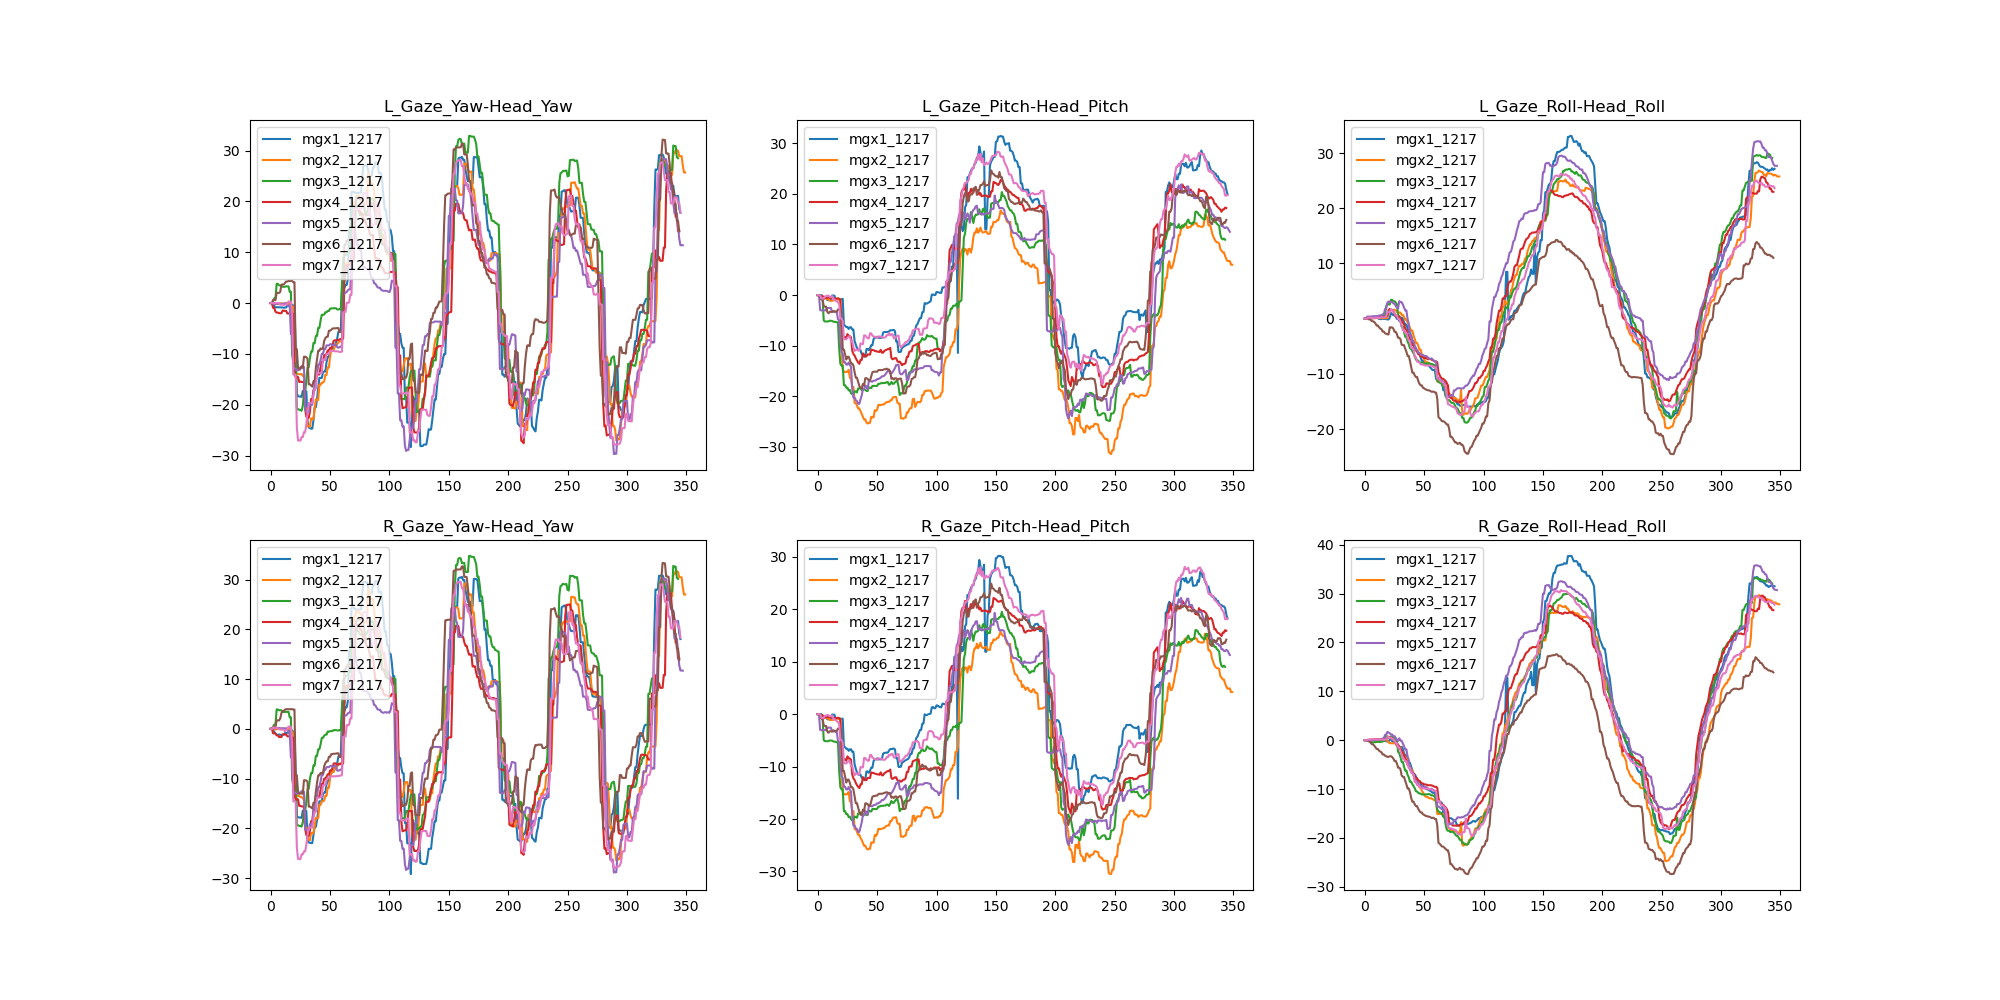 L_Gaze_Yaw-Head_Yaw
mgx1_1217
mgx2_1217
mgx3_1217
mgx4_1217
mgx5_1217
mgx6_1217
mgx7_1217
30
20
10
0
−10
−20
−30
0 50 100 150 200 250 300 350
L_Gaze_Pitch-Head_Pitch
mgx1_1217
mgx2_1217
mgx3_1217
mgx4_1217
mgx5_1217
mgx6_1217
mgx7_1217
30
20
10
0
−10
−20
−30
0 50 100 150 200 250 300 350
L_Gaze_Roll-Head_Roll
mgx1_1217
mgx2_1217
mgx3_1217
mgx4_1217
mgx5_1217
mgx6_1217
mgx7_1217
30
20
10
0
−10
−20
0 50 100 150 200 250 300 350
R_Gaze_Yaw-Head_Yaw
mgx1_1217
mgx2_1217
mgx3_1217
mgx4_1217
mgx5_1217
mgx6_1217
mgx7_1217
30
20
10
0
−10
−20
−30
0 50 100 150 200 250 300 350
R_Gaze_Pitch-Head_Pitch
mgx1_1217
mgx2_1217
mgx3_1217
mgx4_1217
mgx5_1217
mgx6_1217
mgx7_1217
30
20
10
0
−10
−20
−30
0 50 100 150 200 250 300 350
R_Gaze_Roll-Head_Roll
mgx1_1217
mgx2_1217
mgx3_1217
mgx4_1217
mgx5_1217
mgx6_1217
mgx7_1217
40
30
20
10
0
−10
−20
−30
0 50 100 150 200 250 300 350